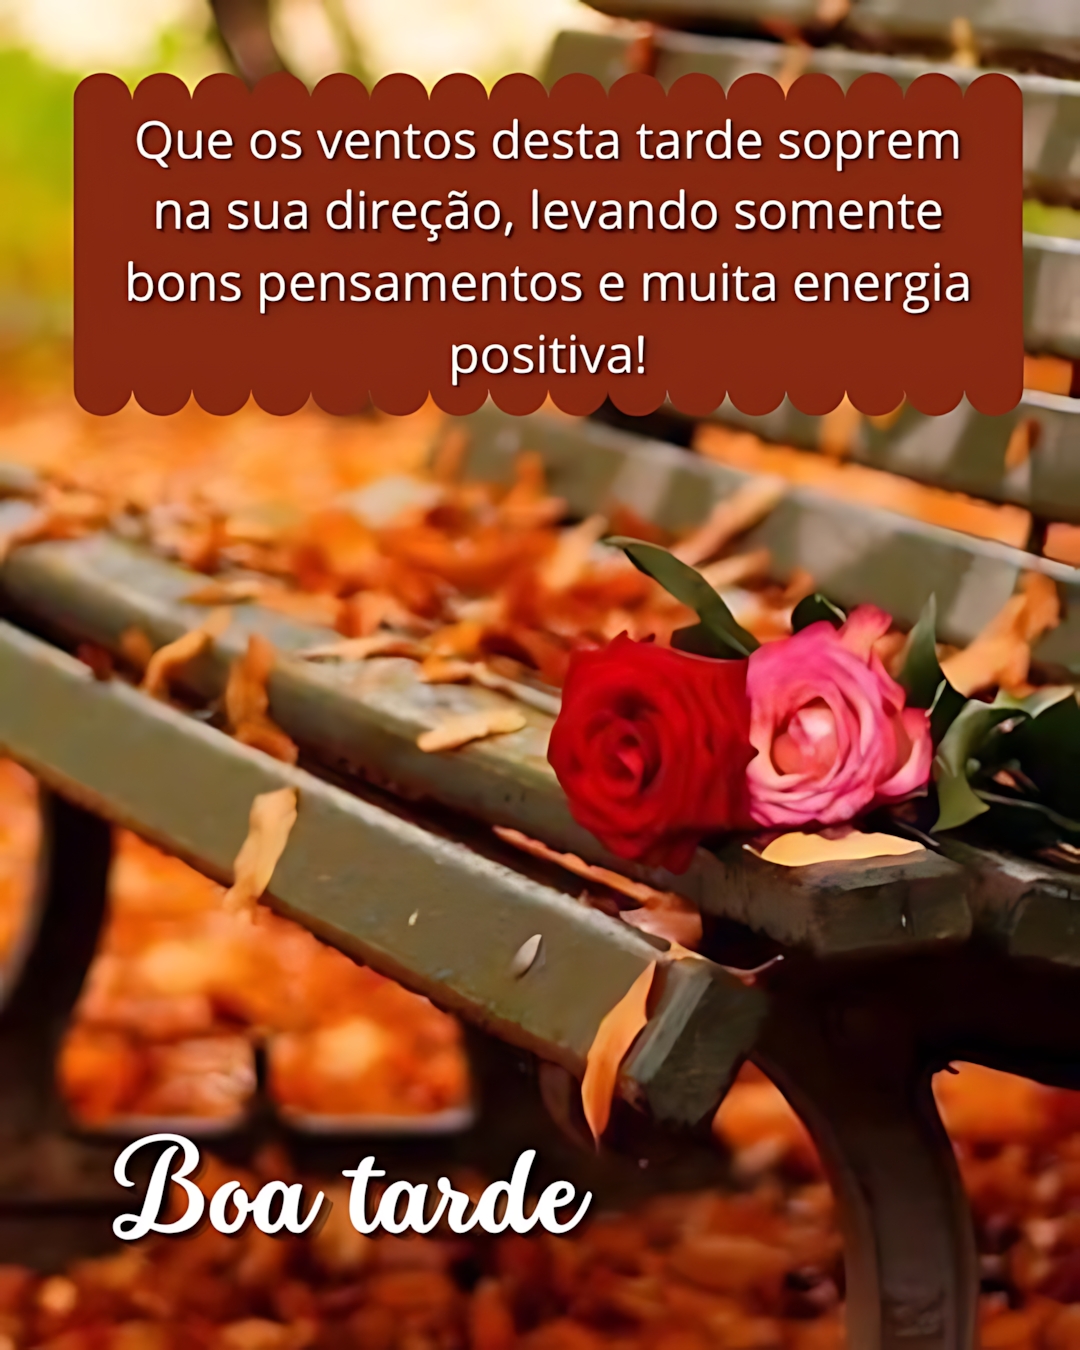 Que os ventos desta tarde soprem
na sua direção, levando somente
bons pensamentos e muita energia
positiva!
Boa tarde